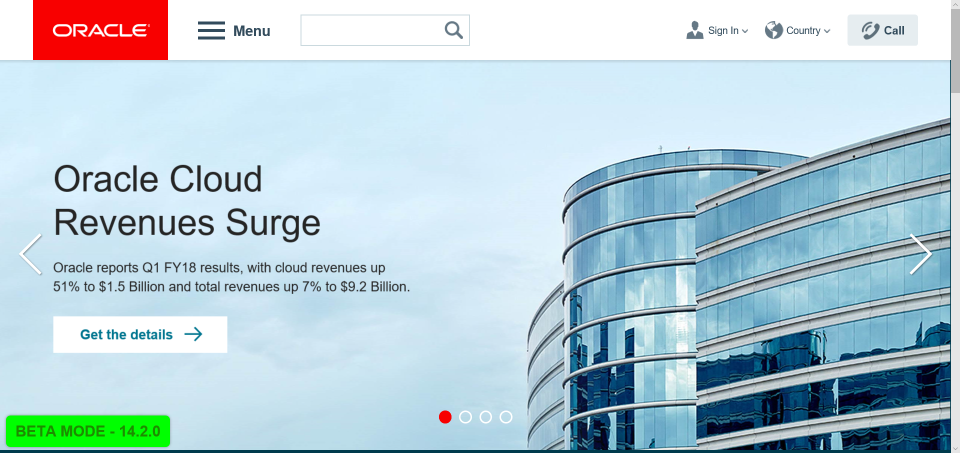 ORACLE
Menu
Sign In
Country
Call
Oracle Cloud
Revenues Surge
Oracle reports Q1 FY18 results, with cloud revenues up
51% to $1.5 Billion and total revenues up 7% to $9.2 Billion.
Get the details
BETA MODE - 14.2.0